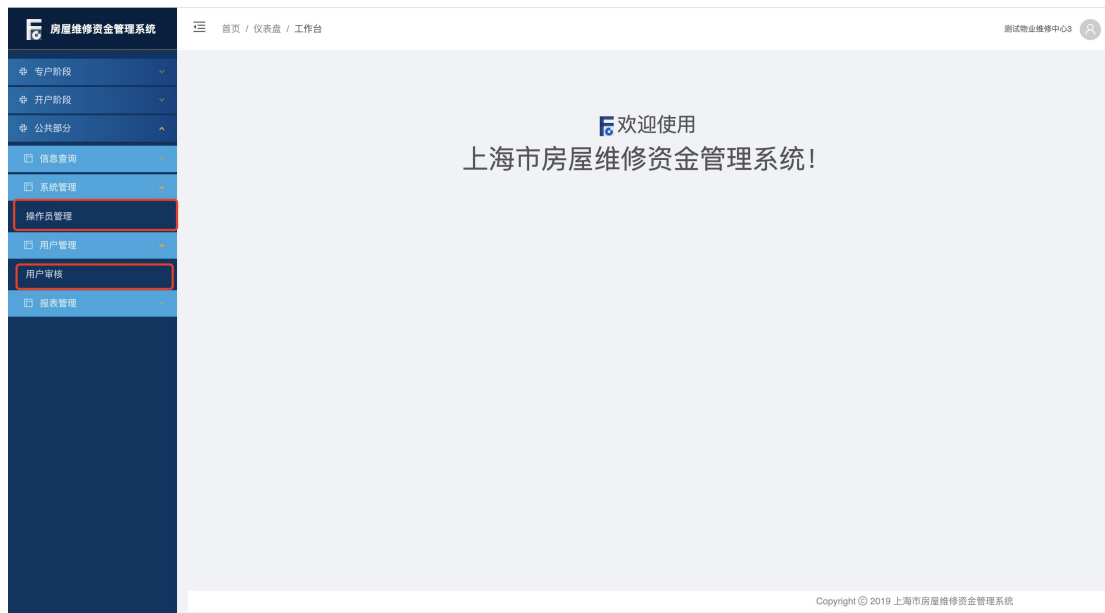 房屋维修资金管理系统
首页 / 仪表盘 / 工作台
测试物业维修中心3
专户阶段
开户阶段
公共部分
信息查询
系统管理
操作员管理
用户管理
用户审核
报表管理
欢迎使用
上海市房屋维修资金管理系统!
Copyright © 2019 上海市房屋维修资金管理系统